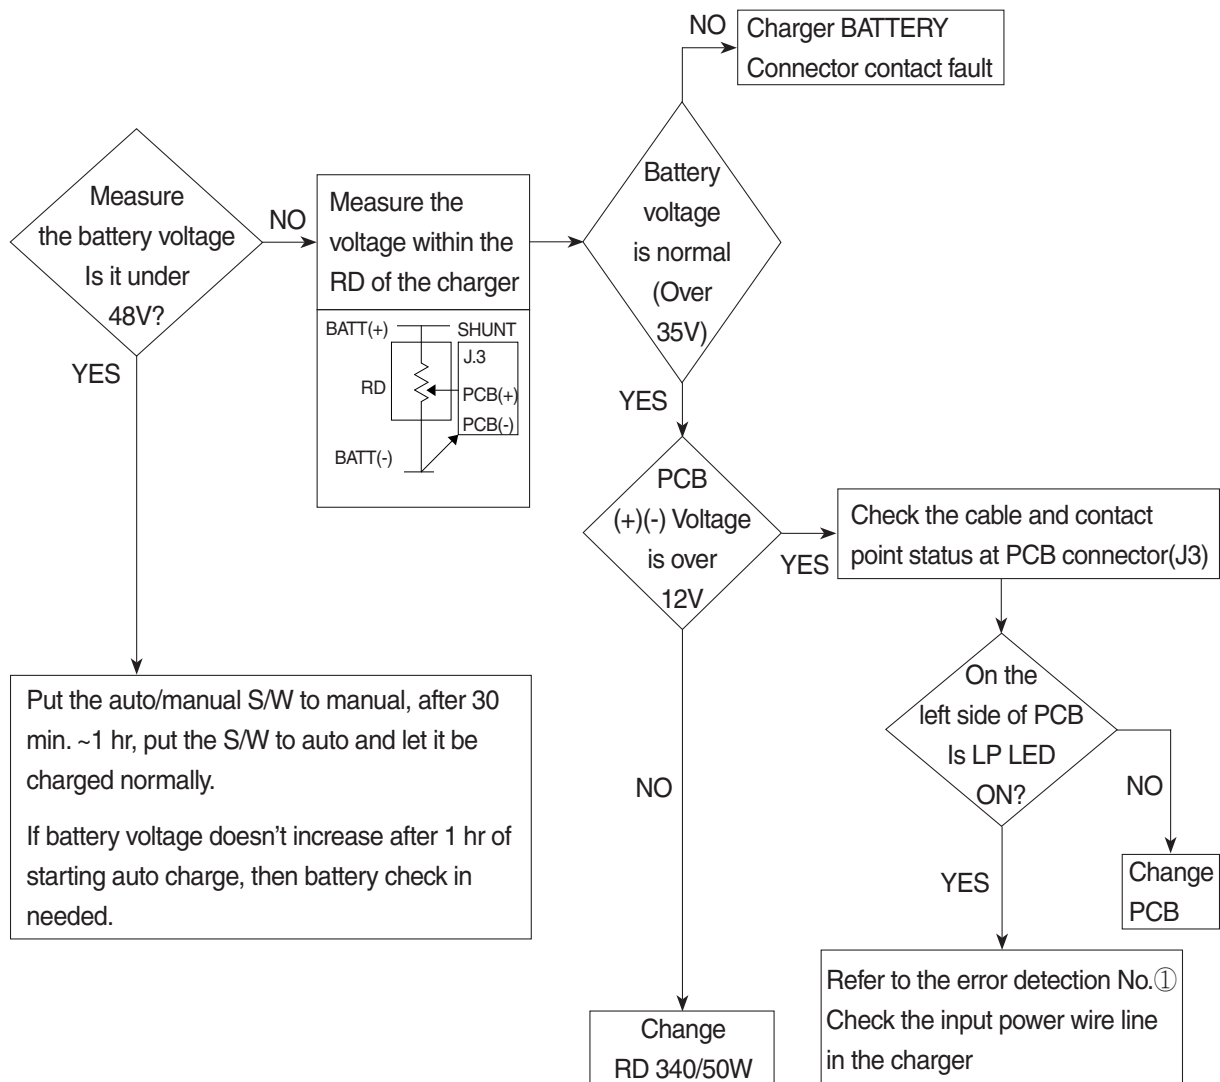 NO
Charger BATTERY
Connector contact fault
Measure
the battery voltage
Is it under
48V?
NO
Measure the
voltage within the
RD of the charger
BATT(+)
SHUNT
J.3
RD
PCB(+)
PCB(-)
BATT(-)
Battery
voltage
is normal
(Over
35V)
YES
YES
PCB
(+)(-) Voltage
is over
12V
YES
Check the cable and contact
point status at PCB connector(J3)
On the
left side of PCB
Is LP LED
ON?
NO
Change
PCB
YES
Put the auto/manual S/W to manual, after 30
min. ~1 hr, put the S/W to auto and let it be
charged normally.
If battery voltage doesn't increase after 1 hr of
starting auto charge, then battery check in
needed.
NO
Change
RD 340/50W
Refer to the error detection No.①
Check the input power wire line
in the charger